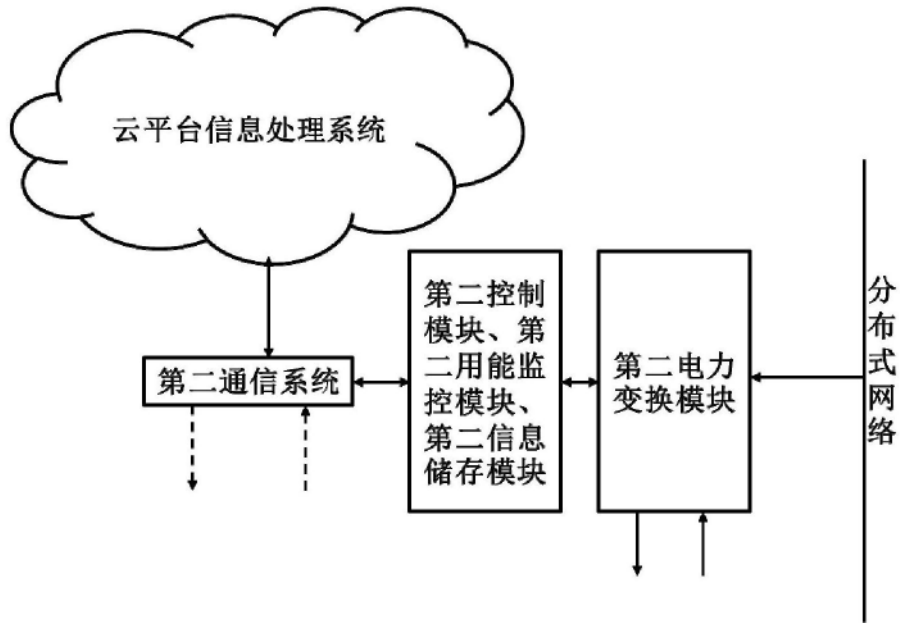 云平台信息处理系统
第二通信系统
第二控制
模块、第
二用能监
控模块、
第二信息
储存模块
第二电力
变换模块
分布式网络